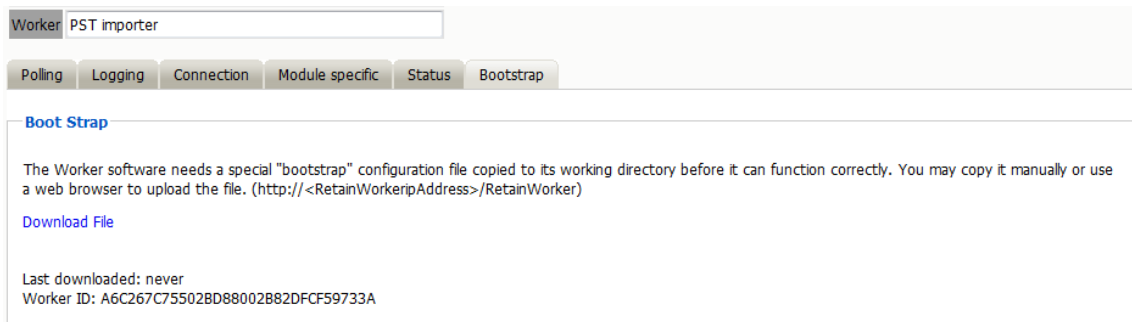 Worker PST importer
Polling Logging Connection Module specific Status Bootstrap
Boot Strap
The Worker software needs a special "bootstrap" configuration file copied to its working directory before it can function correctly. You may copy it manually or use
a web browser to upload the file. (http://<RetainWorkeripAddress>/RetainWorker)
Download File
Last downloaded: never
Worker ID: A6C267C75502BD88002B82DFCF59733A